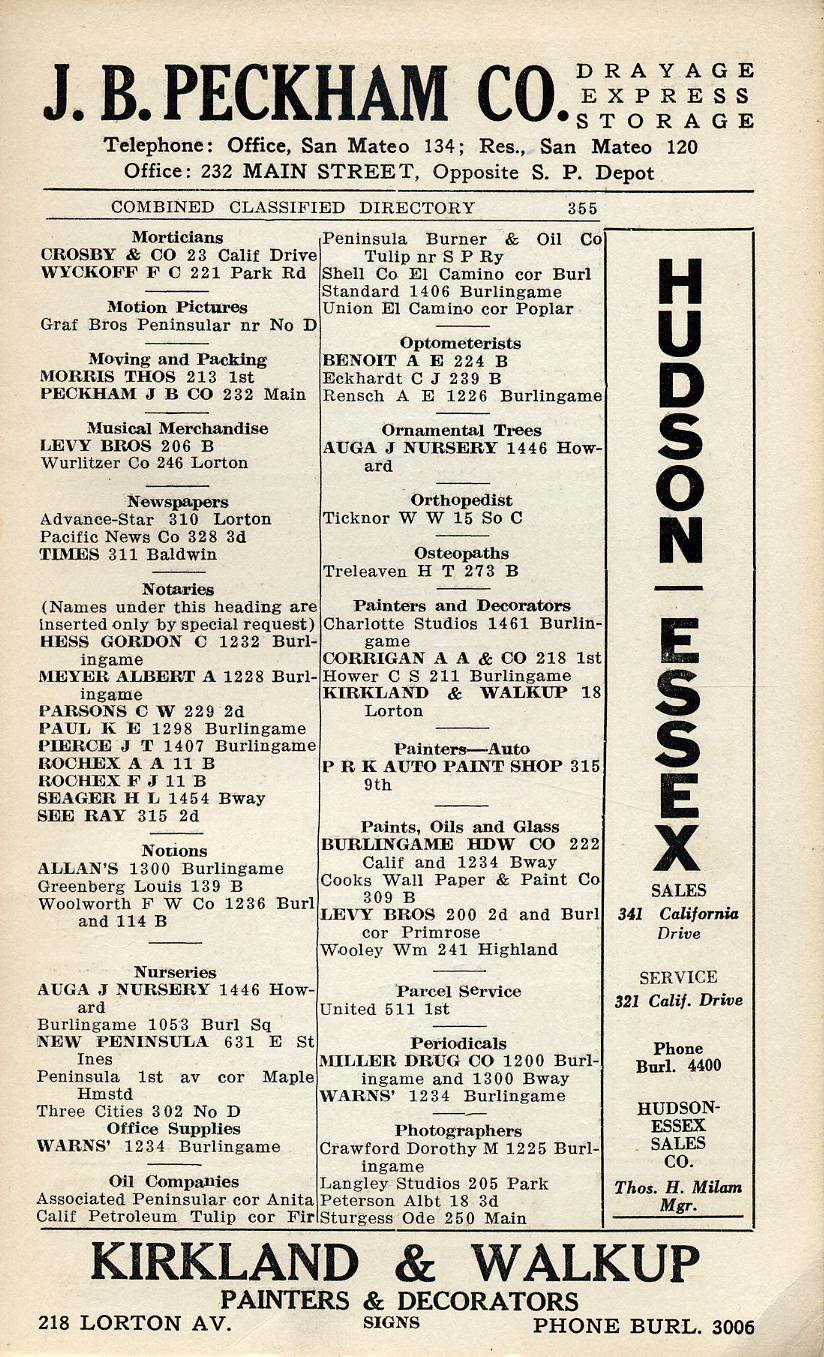 J. B. PECKHAM CO.
DRAYAGE
EXPRESS
STORAGE
Telephone: Office, San Mateo 134; Res., San Mateo 120
Office: 232 MAIN STREET, Opposite S. P. Depot
COMBINED CLASSIFIED DIRECTORY 355
Morticians
CROSBY & CO 23 Calif Drive
WYCKOFF F C 221 Park Rd
Motion Pictures
Graf Bros Peninsular nr No D
Moving and Packing
MORRIS THOS 213 1st
PECKHAM J B CO 232 Main
Musical Merchandise
LEVY BROS 206 B
Wurlitzer Co 246 Lorton
Newspapers
Advance-Star 310 Lorton
Pacific News Co 328 3d
TIMES 311 Baldwin
Notaries
(Names under this heading are
inserted only by special request)
HESS GORDON C 1232 Burl-
ingame
MEYER ALBERT A 1228 Burl-
ingame
PARSONS C W 229 2d
PAUL K E 1298 Burlingame
PIERCE J T 1407 Burlingame
ROCHEX A A 11 B
ROCHEX F J 11 B
SEAGER H L 1454 Bway
SEE RAY 315 2d
Notions
ALLAN'S 1300 Burlingame
Greenberg Louis 139 B
Woolworth F W Co 1236 Burl
and 114 B
Nurseries
AUGA J NURSERY 1446 How-
ard
Burlingame 1053 Burl Sq
NEW PENINSULA 631 E St
Ines
Peninsula 1st av cor Maple
Hmstd
Three Cities 302 No D
Office Supplies
WARNS' 1234 Burlingame
Oil Companies
Associated Peninsular cor Anita
Calif Petroleum Tulip cor Fir
Peninsula Burner & Oil Co
Tulip nr S P Ry
Shell Co El Camino cor Burl
Standard 1406 Burlingame
Union El Camino cor Poplar
Optometerists
BENOIT A E 224 B
Eckhardt C J 239 B
Rensch A E 1226 Burlingame
Ornamental Trees
AUGA J NURSERY 1446 How-
ard
Orthopedist
Ticknor W W 15 So C
Osteopaths
Treleaven H T 273 B
Painters and Decorators
Charlotte Studios 1461 Burlin-
game
CORRIGAN A A & CO 218 1st
Hower C S 211 Burlingame
KIRKLAND & WALKUP 18
Lorton
Painters—Auto
P R K AUTO PAINT SHOP 315
9th
Paints, Oils and Glass
BURLINGAME HDW CO 222
Calif and 1234 Bway
Cooks Wall Paper & Paint Co
309 B
LEVY BROS 200 2d and Burl
cor Primrose
Wooley Wm 241 Highland
Parcel Service
United 511 1st
Periodicals
MILLER DRUG CO 1200 Burl-
ingame and 1300 Bway
WARNS' 1234 Burlingame
Photographers
Crawford Dorothy M 1225 Burl-
ingame
Langley Studios 205 Park
Peterson Albt 18 3d
Sturgess Ode 250 Main
HUDSON | ESSEX
SALES
341 California
Drive
SERVICE
321 Calif. Drive
Phone
Burl. 4400
HUDSON-
ESSEX
SALES
CO.
Thos. H. Milam
Mgr.
KIRKLAND & WALKUP
PAINTERS & DECORATORS
218 LORTON AV. SIGNS PHONE BURL. 3006